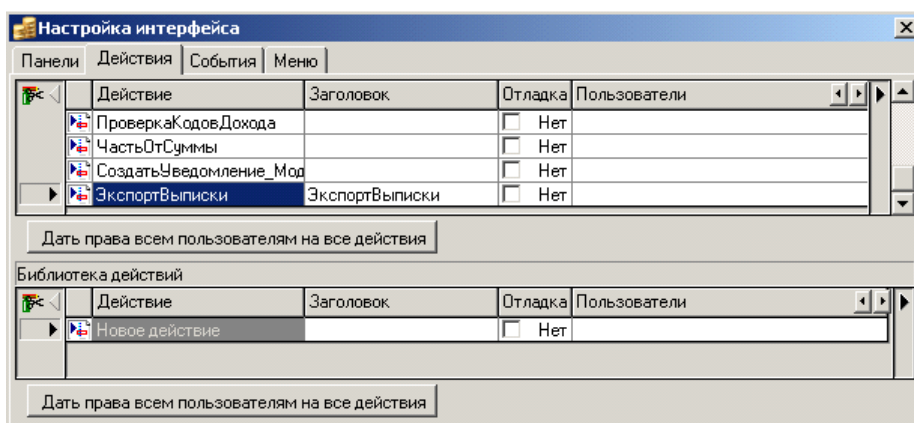 Настройка интерфейса
Панели Действия События Меню
Действие Заголовок Отладка Пользователи
ПроверкаКодовДохода Нет
ЧастьОтСуммы Нет
СоздатьУведомление_Мод Нет
ЭкспортВыписки ЭкспортВыписки Нет
Дать права всем пользователям на все действия
Библиотека действий
Действие Заголовок Отладка Пользователи
Новое действие Нет
Дать права всем пользователям на все действия